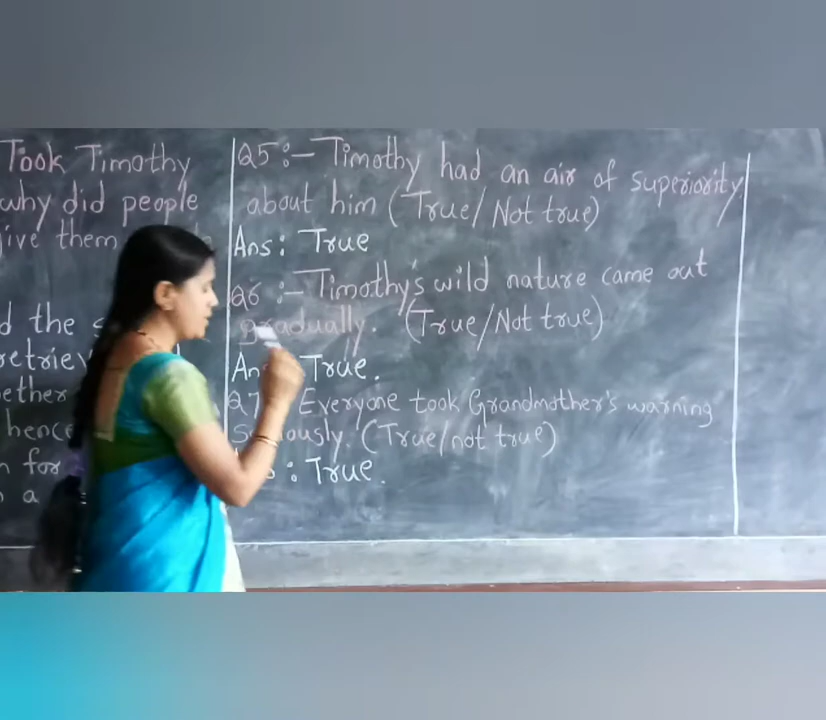 Took Timothy
why did people
give them
d the
retriev
ether
hence
n for
a
Q5:- Timothy had an air of superiority
about him (True/Not true)
Ans: True
Q6 :- Timothy's wild nature came out
gradually. (True/Not true)
An True.
Q7 Everyone took Grandmother's warning
S iously. (True/not true)
s: True.